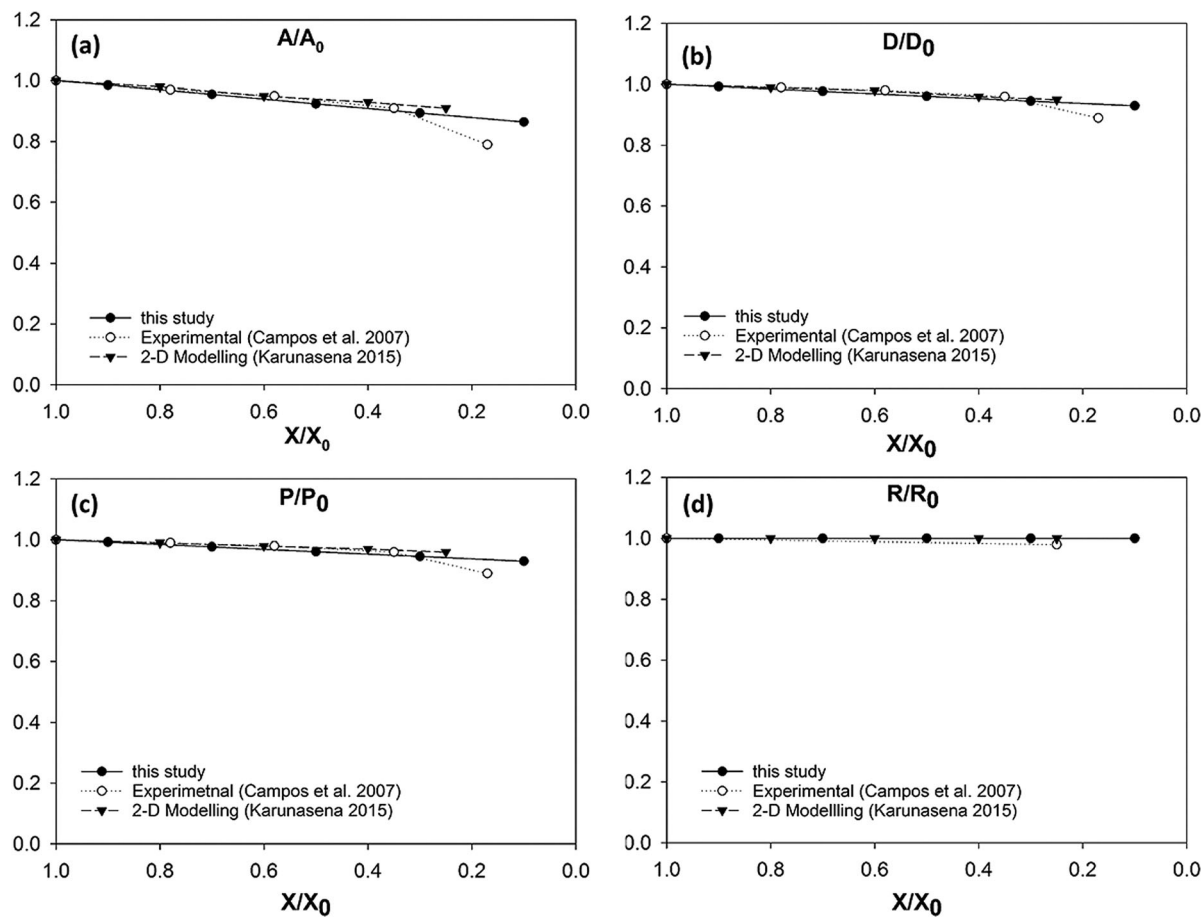 (a)
A/A₀
1.2
1.0
0.8
0.6
0.4
0.2
0.0
this study
Experimental (Campos et al. 2007)
2-D Modelling (Karunasena 2015)
1.0 0.8 0.6 0.4 0.2 0.0
X/X₀
(b)
D/D₀
1.2
1.0
0.8
0.6
0.4
0.2
0.0
this study
Experimental (Campos et al. 2007)
2-D Modelling (Karunasena 2015)
1.0 0.8 0.6 0.4 0.2 0.0
X/X₀
(c)
P/P₀
1.2
1.0
0.8
0.6
0.4
0.2
0.0
this study
Experimetnal (Campos et al. 2007)
2-D Modelling (Karunasena 2015)
1.0 0.8 0.6 0.4 0.2 0.0
X/X₀
(d)
R/R₀
1.2
1.0
0.8
0.6
0.4
0.2
0.0
this study
Experimental (Campos et al. 2007)
2-D Modellling (Karunasena 2015)
1.0 0.8 0.6 0.4 0.2 0.0
X/X₀